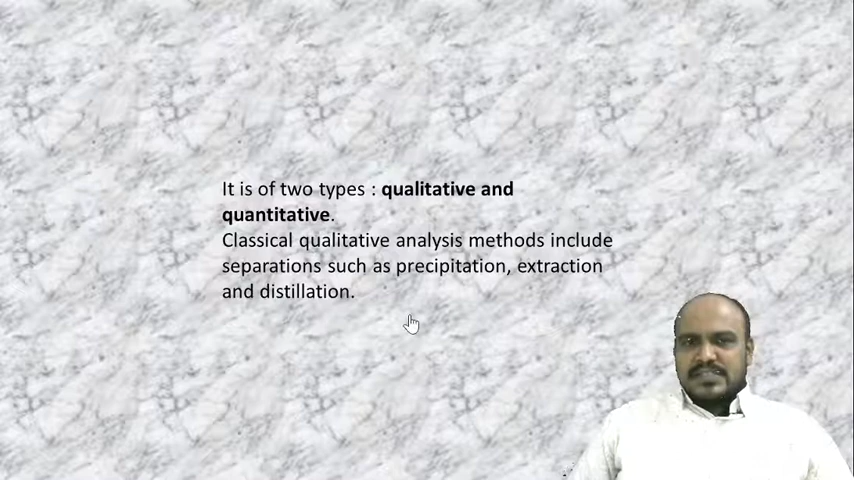 It is of two types : qualitative and
quantitative.
Classical qualitative analysis methods include
separations such as precipitation, extraction
and distillation.